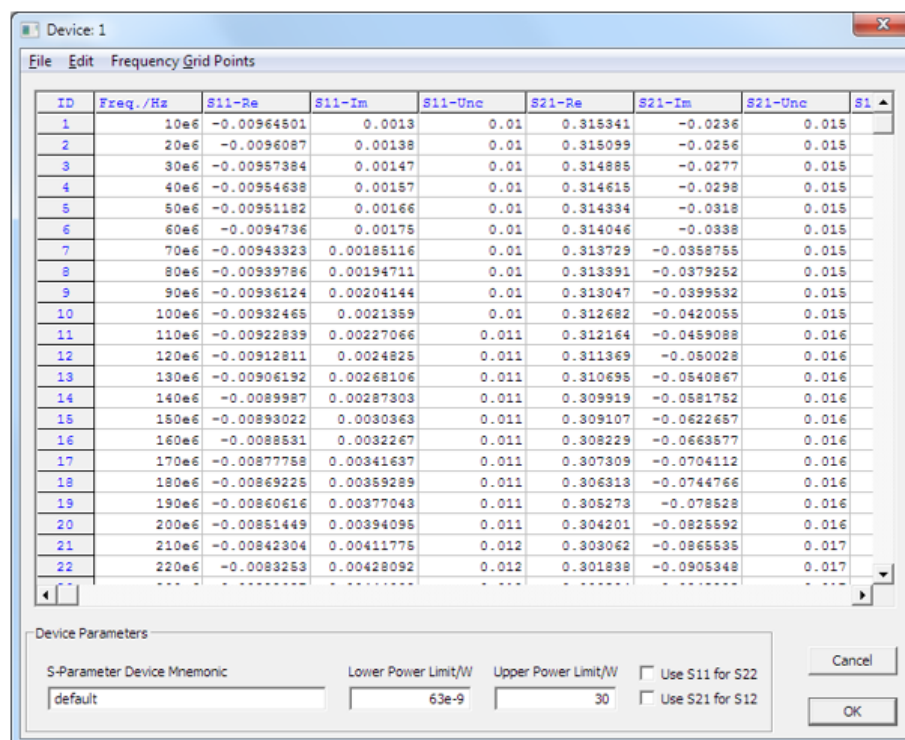 Device: 1
File Edit Frequency Grid Points
ID Freq./Hz S11-Re S11-Im S11-Unc S21-Re S21-Im S21-Unc S1
1 10e6 -0.00964501 0.0013 0.01 0.315341 -0.0236 0.015
2 20e6 -0.0096087 0.00138 0.01 0.315099 -0.0256 0.015
3 30e6 -0.00957384 0.00147 0.01 0.314885 -0.0277 0.015
4 40e6 -0.00954638 0.00157 0.01 0.314615 -0.0298 0.015
5 50e6 -0.00951182 0.00166 0.01 0.314334 -0.0318 0.015
6 60e6 -0.0094736 0.00175 0.01 0.314046 -0.0338 0.015
7 70e6 -0.00943323 0.00185116 0.01 0.313729 -0.0358755 0.015
8 80e6 -0.00939786 0.00194711 0.01 0.313391 -0.0379252 0.015
9 90e6 -0.00936124 0.00204144 0.01 0.313047 -0.0399532 0.015
10 100e6 -0.00932465 0.0021359 0.01 0.312682 -0.0420055 0.015
11 110e6 -0.00922839 0.00227066 0.011 0.312164 -0.0459088 0.016
12 120e6 -0.00912811 0.0024825 0.011 0.311369 -0.050028 0.016
13 130e6 -0.00906192 0.00268106 0.011 0.310695 -0.0540867 0.016
14 140e6 -0.0089987 0.00287303 0.011 0.309919 -0.0581752 0.016
15 150e6 -0.00893022 0.0030363 0.011 0.309107 -0.0622657 0.016
16 160e6 -0.0088531 0.0032267 0.011 0.308229 -0.0663577 0.016
17 170e6 -0.00877758 0.00341637 0.011 0.307309 -0.0704112 0.016
18 180e6 -0.00869225 0.00359289 0.011 0.306313 -0.0744766 0.016
19 190e6 -0.00860616 0.00377043 0.011 0.305273 -0.078528 0.016
20 200e6 -0.00851449 0.00394095 0.011 0.304201 -0.0825592 0.016
21 210e6 -0.00842304 0.00411775 0.012 0.303062 -0.0865535 0.017
22 220e6 -0.0083253 0.00428092 0.012 0.301838 -0.0905348 0.017
Device Parameters
S-Parameter Device Mnemonic Lower Power Limit/W Upper Power Limit/W Use S11 for S22 Cancel
default 63e-9 30 Use S21 for S12 OK